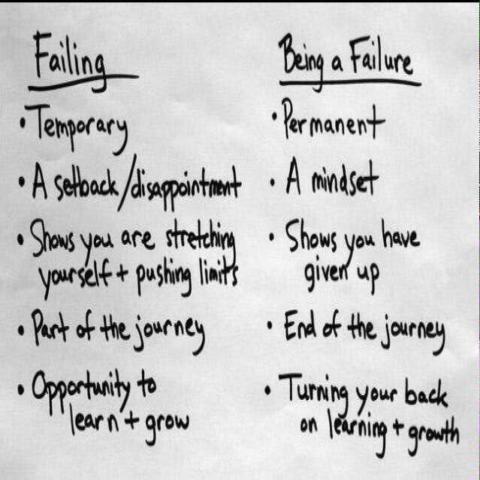 Failing
• Temporary
• A setback/disappointment
• Shows you are stretching
yourself + pushing limits
• Part of the journey
• Opportunity to
learn + grow
Being a Failure
• Permanent
• A mindset
• Shows you have
given up
• End of the journey
• Turning your back
on learning + growth